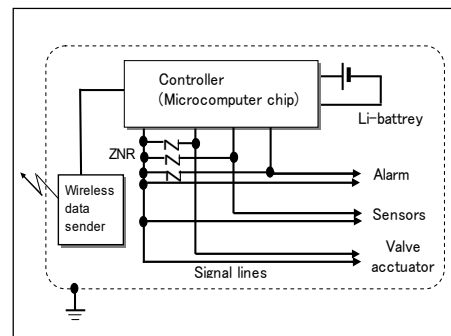 Controller
(Microcomputer chip)
Li-battrey
ZNR
Alarm
Wireless
data
sender
Sensors
Valve
acctuator
Signal lines